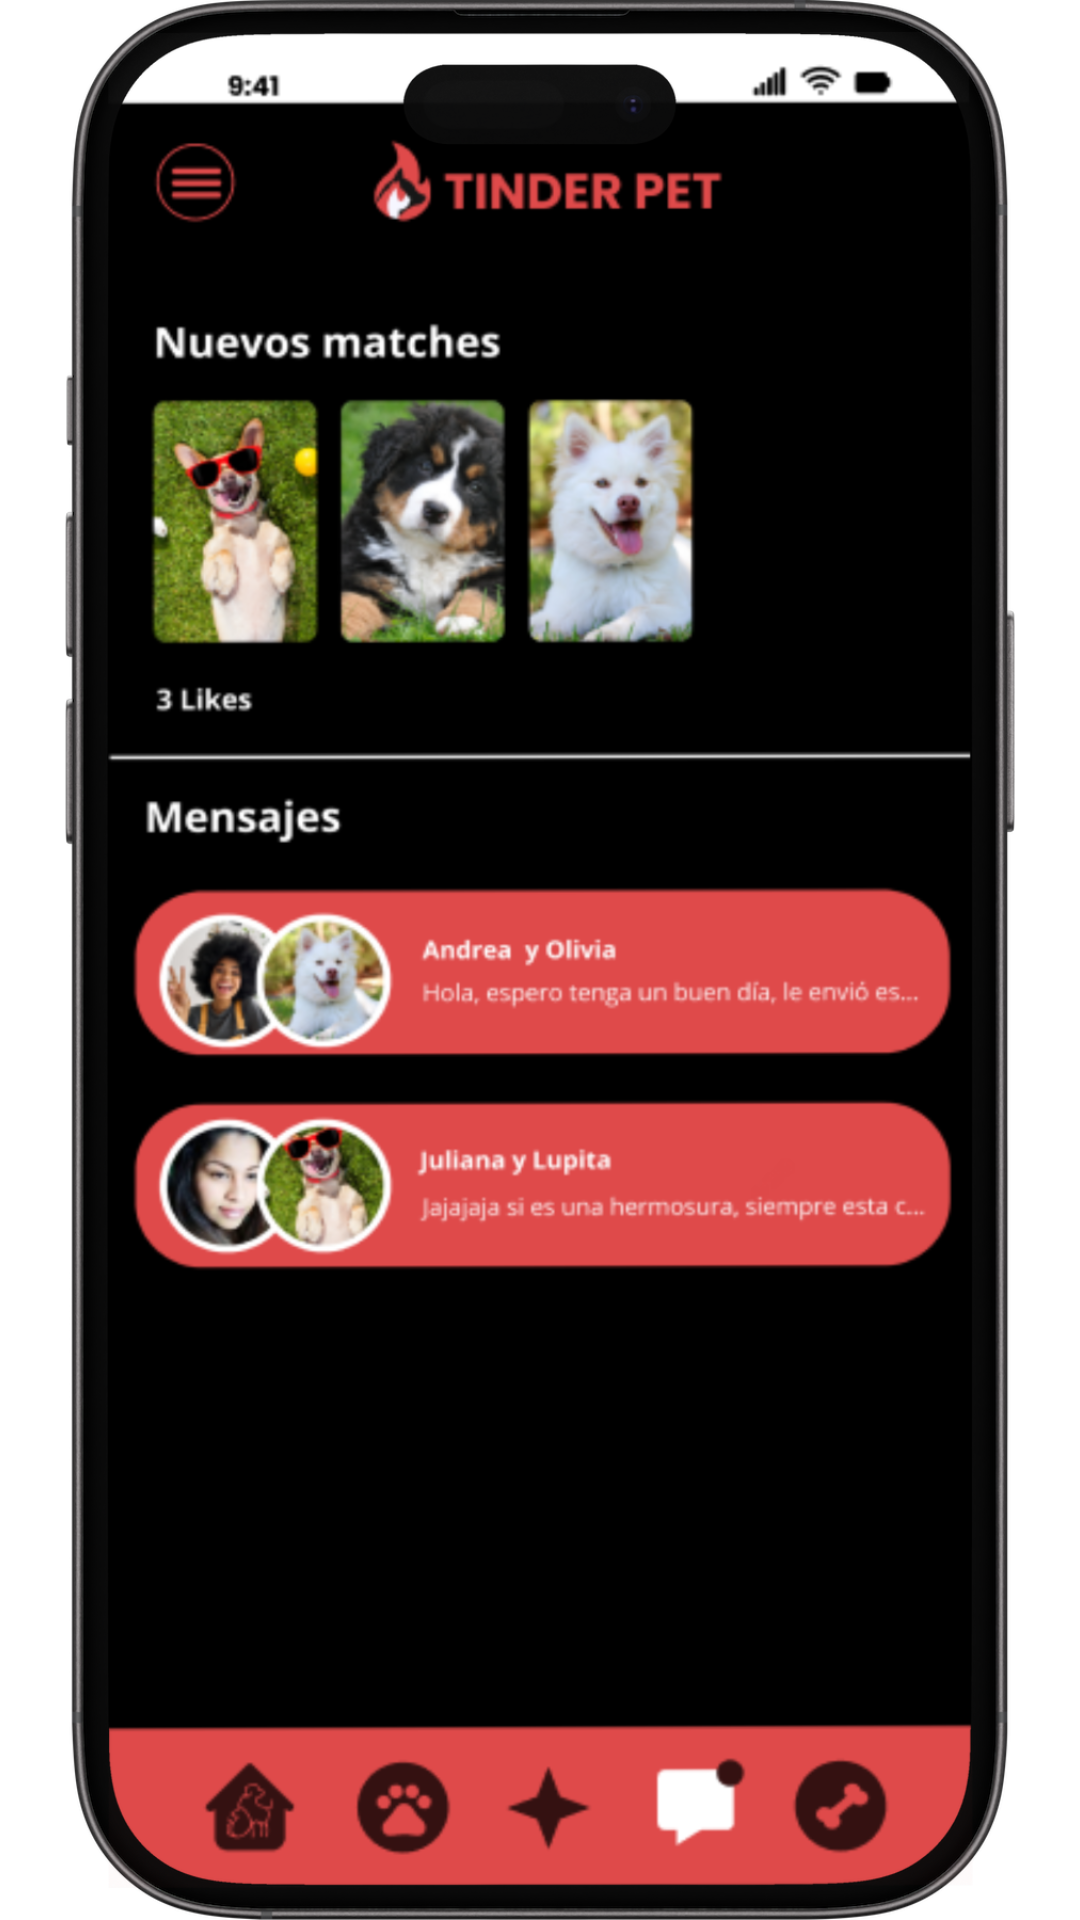 9:41
TINDER PET
Nuevos matches
3 Likes
Mensajes
Andrea y Olivia
Hola, espero tenga un buen día, le envió es...
Juliana y Lupita
Jajajaja si es una hermosura, siempre esta c...